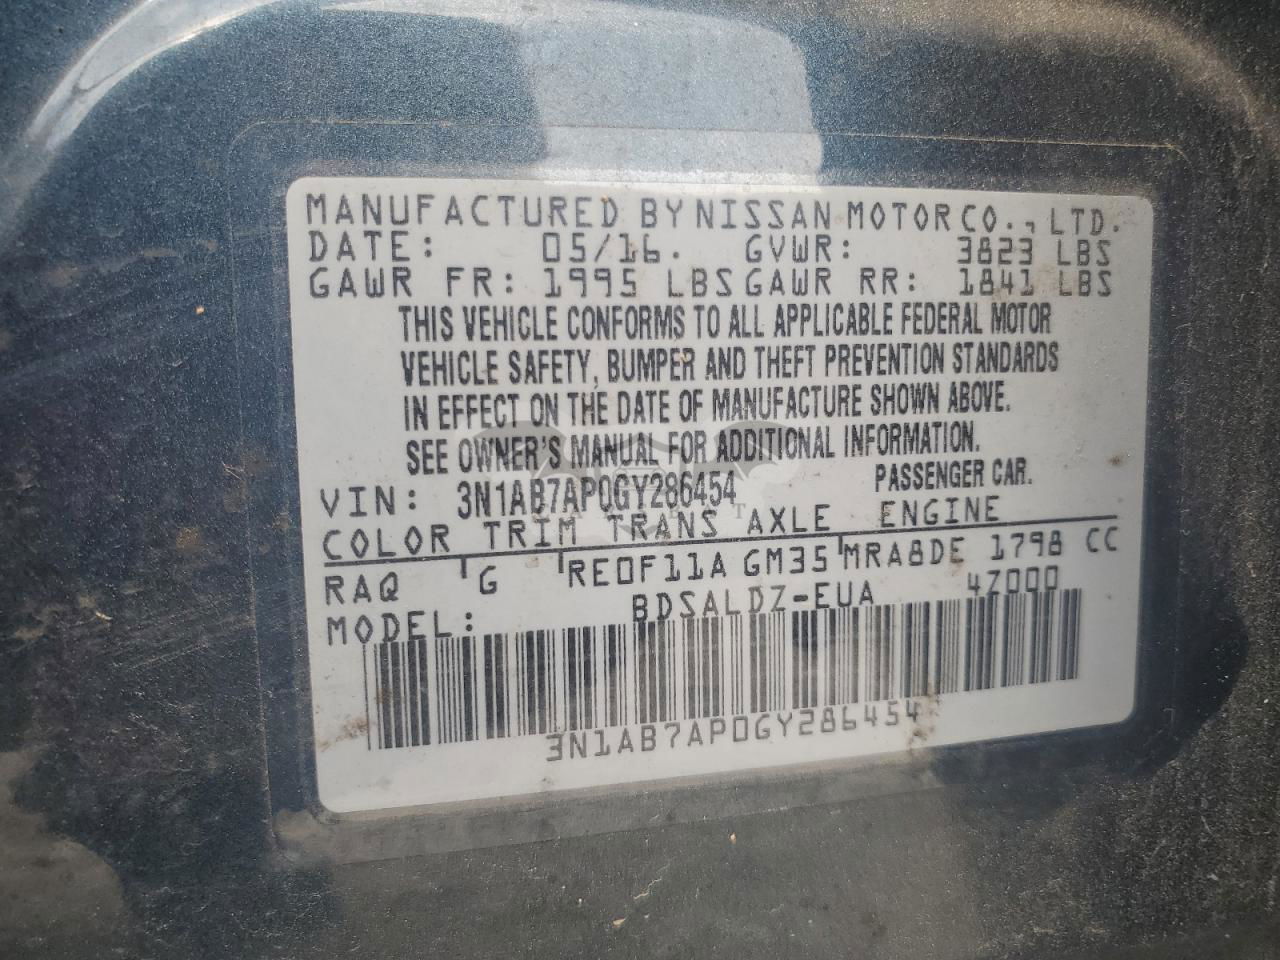 MANUFACTURED BY NISSAN MOTOR CO., LTD.
DATE: 05/16. GVWR: 3823 LBS
GAWR FR: 1995 LBS GAWR RR: 1841 LBS
THIS VEHICLE CONFORMS TO ALL APPLICABLE FEDERAL MOTOR
VEHICLE SAFETY, BUMPER AND THEFT PREVENTION STANDARDS
IN EFFECT ON THE DATE OF MANUFACTURE SHOWN ABOVE.
SEE OWNER'S MANUAL FOR ADDITIONAL INFORMATION.
VIN: 3N1AB7AP0GY286454 PASSENGER CAR.
COLOR TRIM TRANS AXLE ENGINE
RAQ G RE0F11A GM35 MRA8DE 1798 CC
MODEL: BDSALDZ-EUA 4Z000
3N1AB7AP0GY286454